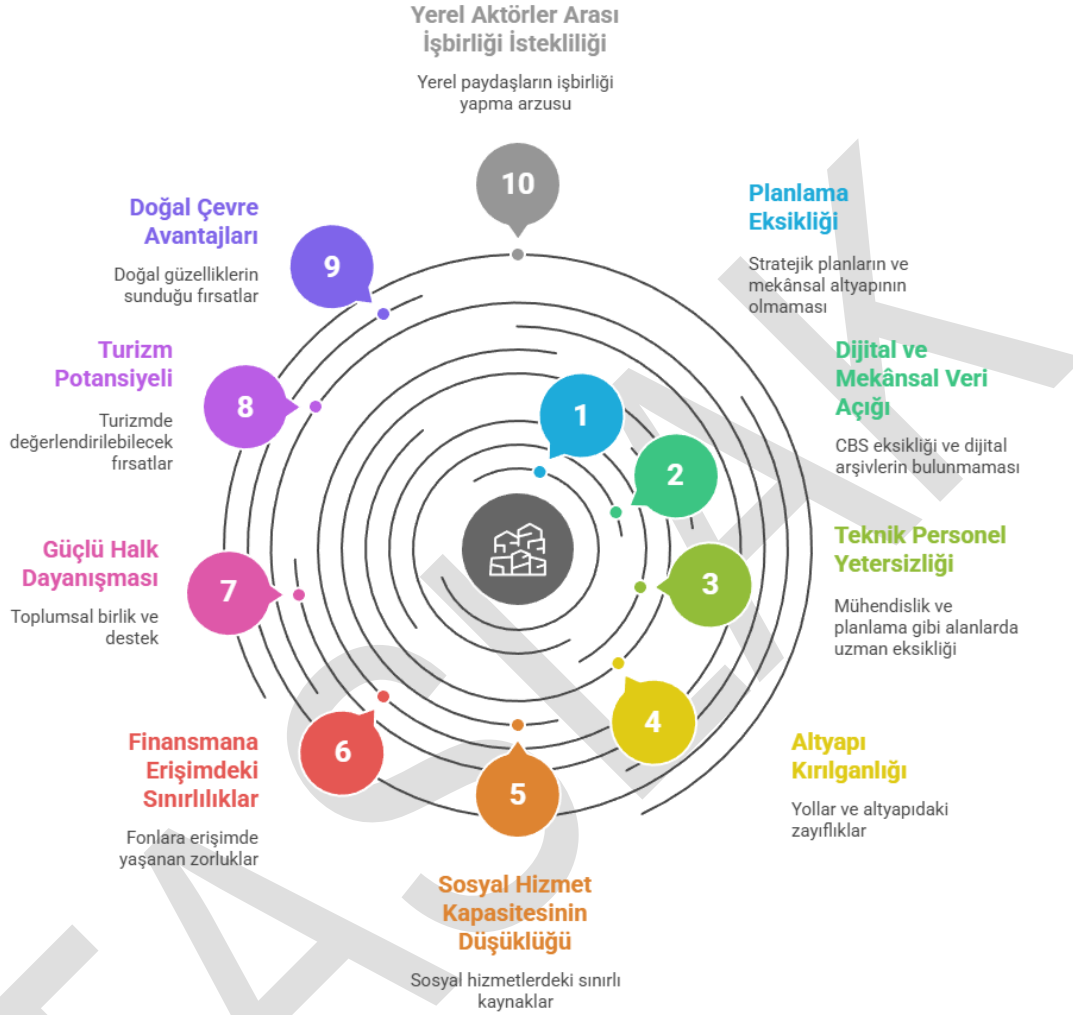 Yerel Aktörler Arası
İşbirliği İstekliliği
Yerel paydaşların işbirliği
yapma arzusu
10
Planlama
Eksikliği
Stratejik planların ve
mekânsal altyapının
olmaması
1
Dijital ve
Mekânsal Veri
Açığı
CBS eksikliği ve dijital
arşivlerin bulunmaması
2
Teknik Personel
Yetersizliği
Mühendislik ve
planlama gibi alanlarda
uzman eksikliği
3
Altyapı
Kırılganlığı
Yollar ve altyapıdaki
zayıflıklar
4
Sosyal Hizmet
Kapasitesinin
Düşüklüğü
Sosyal hizmetlerdeki sınırlı
kaynaklar
5
Finansmana
Erişimdeki
Sınırlılıklar
Fonlara erişimde
yaşanan zorluklar
6
Güçlü Halk
Dayanışması
Toplumsal birlik ve
destek
7
Turizm
Potansiyeli
Turizmde
değerlendirilebilecek
fırsatlar
8
Doğal Çevre
Avantajları
Doğal güzelliklerin
sunduğu fırsatlar
9
TASLAK